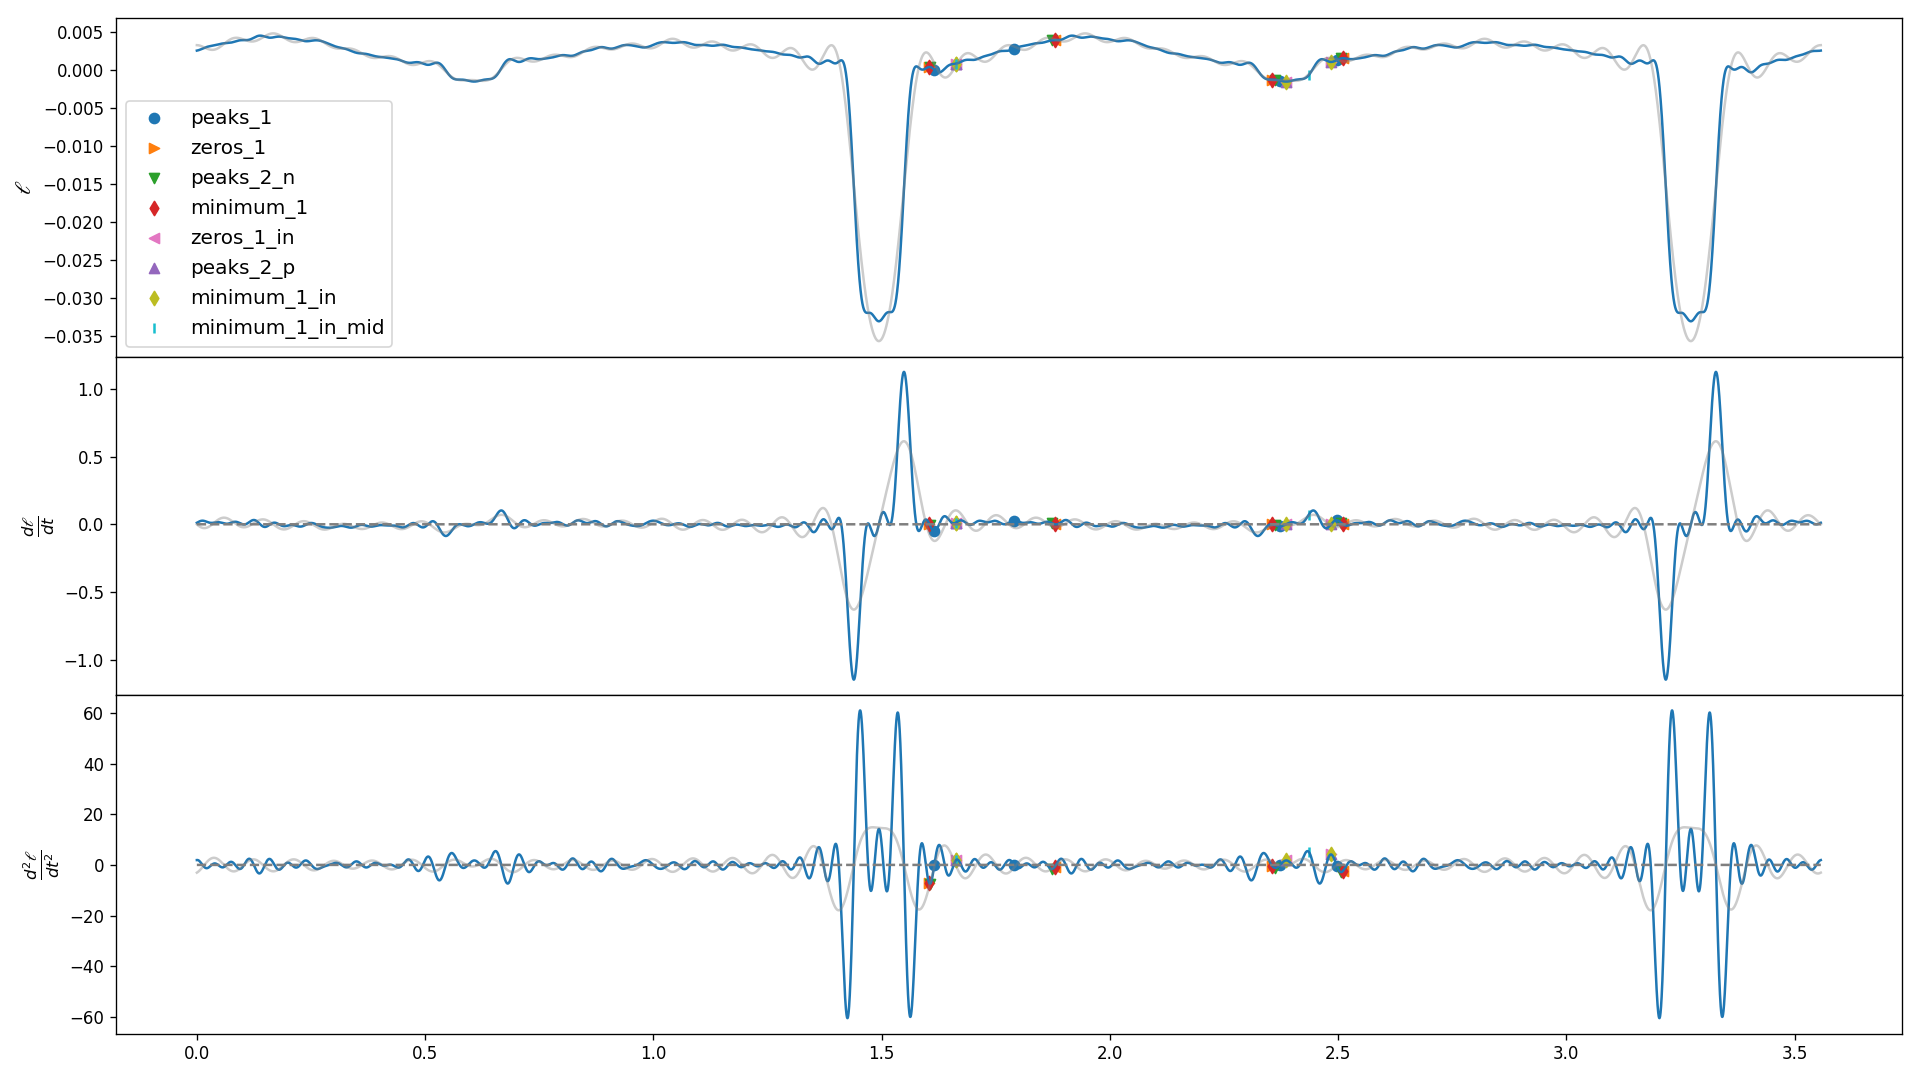 0.005
0.000
−0.005
−0.010
−0.015
−0.020
−0.025
−0.030
−0.035
ℓ
peaks_1
zeros_1
peaks_2_n
minimum_1
zeros_1_in
peaks_2_p
minimum_1_in
minimum_1_in_mid
1.0
0.5
0.0
−0.5
−1.0
dℓ
dt
60
40
20
0
−20
−40
−60
d²ℓ
dt²
0.0 0.5 1.0 1.5 2.0 2.5 3.0 3.5